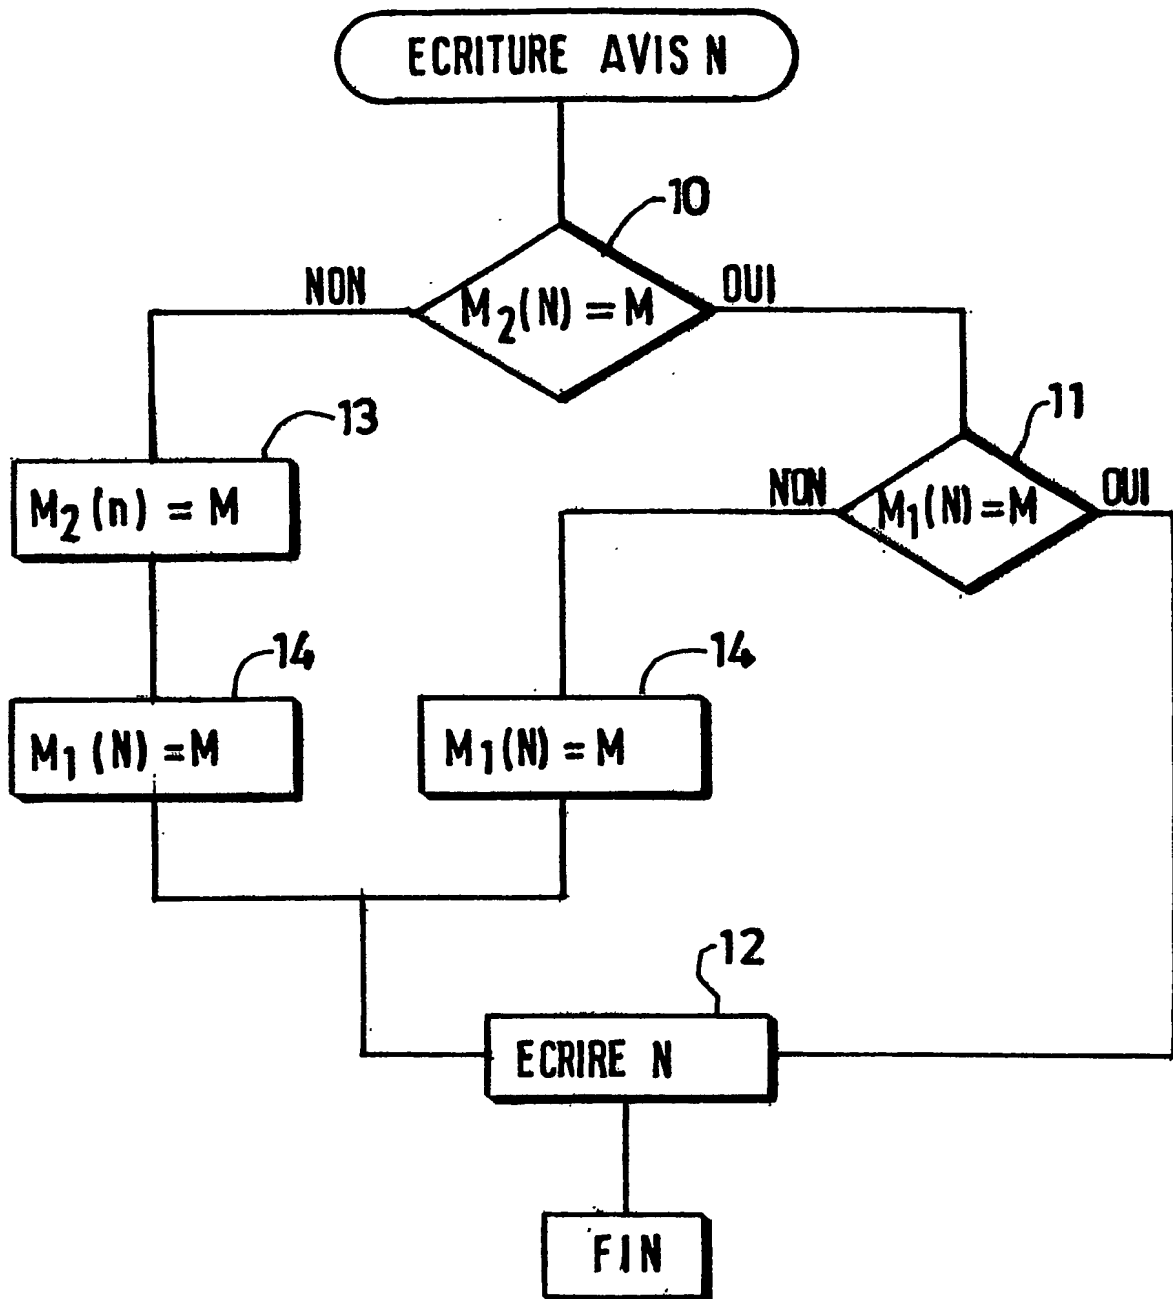 ECRITURE AVIS N
10
NON
OUI
M₂(N) = M
13
11
M₂(n) = M
NON
OUI
M₁(N) = M
14
14
M₁(N) = M
M₁(N) = M
12
ECRIRE N
FIN